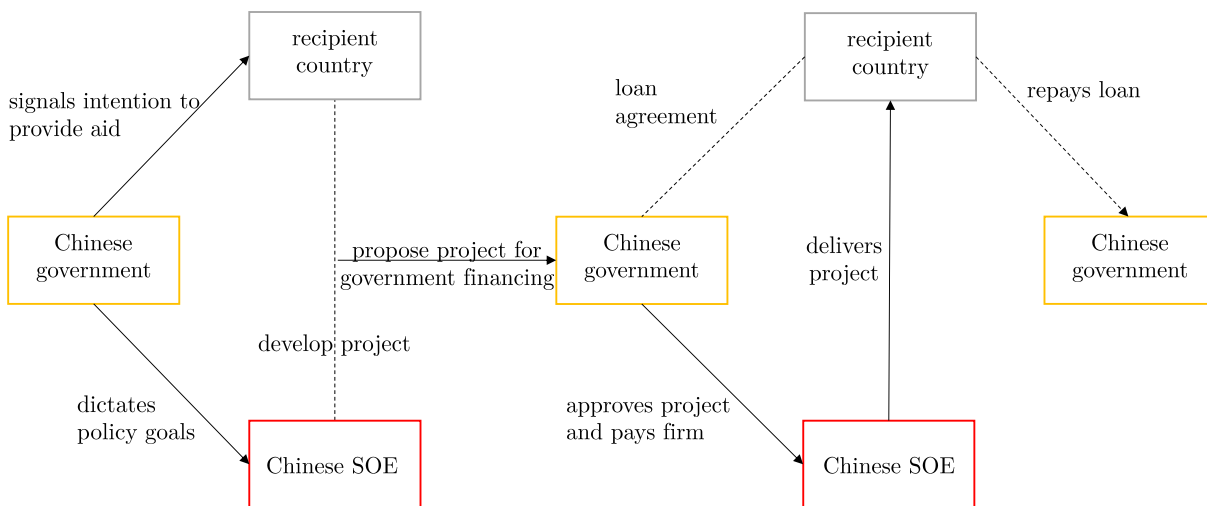 recipient
country
signals intention to
provide aid
Chinese
government
propose project for
government financing
develop project
dictates
policy goals
Chinese SOE
recipient
country
loan
agreement
repays loan
Chinese
government
delivers
project
Chinese
government
approves project
and pays firm
Chinese SOE